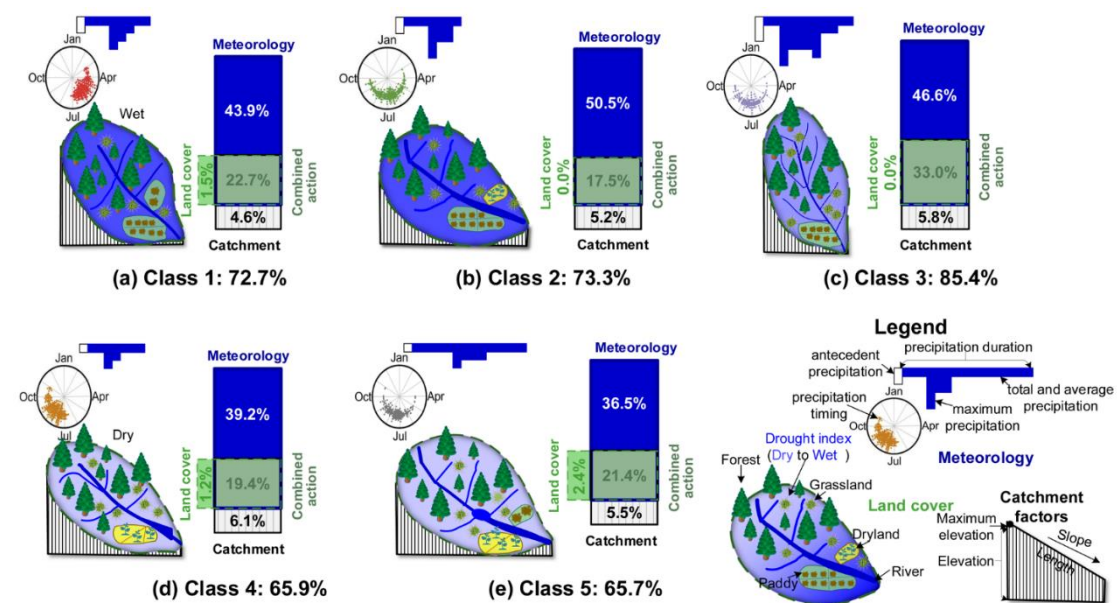 Jan
Oct
Apr
Jul
Wet
Meteorology
43.9%
Land cover
1.5%
22.7%
Combined action
4.6%
Catchment
(a) Class 1: 72.7%
Jan
Oct
Apr
Jul
Meteorology
50.5%
Land cover
0.0%
17.5%
Combined action
5.2%
Catchment
(b) Class 2: 73.3%
Jan
Oct
Apr
Jul
Meteorology
46.6%
Land cover
0.0%
33.0%
Combined action
5.8%
Catchment
(c) Class 3: 85.4%
Jan
Oct
Apr
Jul
Dry
Meteorology
39.2%
Land cover
1.2%
19.4%
Combined action
6.1%
Catchment
(d) Class 4: 65.9%
Jan
Oct
Apr
Jul
Meteorology
36.5%
Land cover
2.4%
21.4%
Combined action
5.5%
Catchment
(e) Class 5: 65.7%
Legend
antecedent
precipitation
precipitation duration
total and average
precipitation
maximum
precipitation
precipitation
timing
Jan
Oct
Apr
Jul
Meteorology
Drought index
(Dry to Wet )
Forest
Grassland
Land cover
Dryland
Paddy
River
Catchment
factors
Maximum
elevation
Elevation
Slope
Length